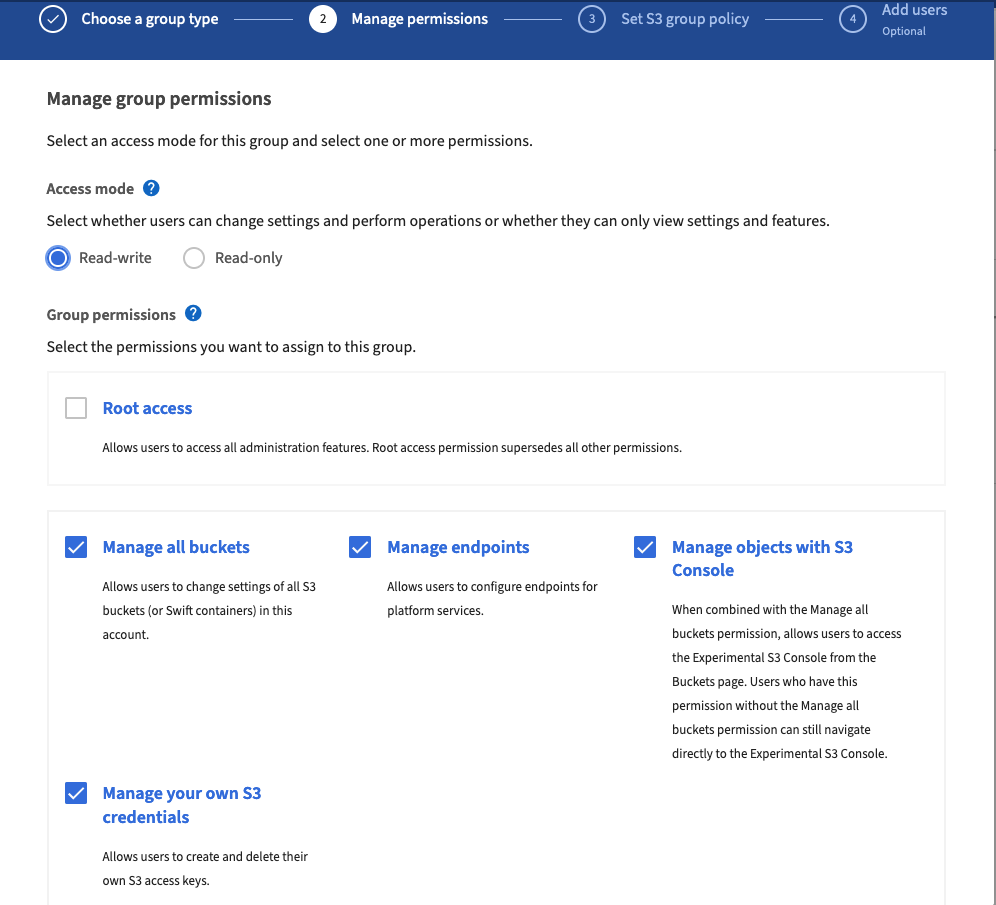 Choose a group type
2
Manage permissions
3
Set S3 group policy
4
Add users
Optional
Manage group permissions
Select an access mode for this group and select one or more permissions.
Access mode ?
Select whether users can change settings and perform operations or whether they can only view settings and features.
Read-write
Read-only
Group permissions ?
Select the permissions you want to assign to this group.
Root access
Allows users to access all administration features. Root access permission supersedes all other permissions.
Manage all buckets
Allows users to change settings of all S3
buckets (or Swift containers) in this
account.
Manage endpoints
Allows users to configure endpoints for
platform services.
Manage objects with S3
Console
When combined with the Manage all
buckets permission, allows users to access
the Experimental S3 Console from the
Buckets page. Users who have this
permission without the Manage all
buckets permission can still navigate
directly to the Experimental S3 Console.
Manage your own S3
credentials
Allows users to create and delete their
own S3 access keys.